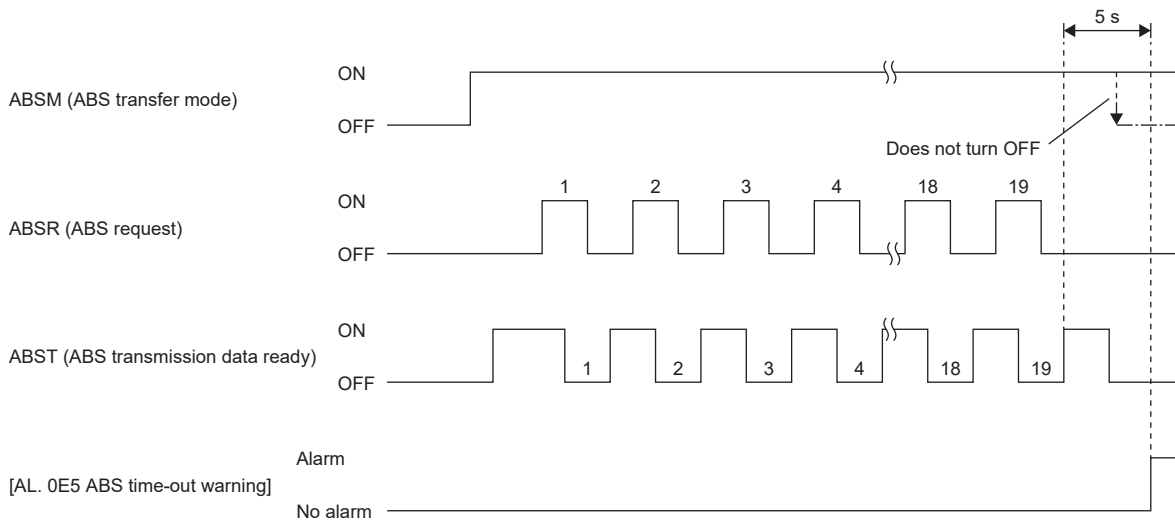 5 s
ON
ABSM (ABS transfer mode)
OFF
Does not turn OFF
1 2 3 4 18 19
ON
ABSR (ABS request)
OFF
ON
ABST (ABS transmission data ready)
1 2 3 4 18 19
OFF
Alarm
[AL. 0E5 ABS time-out warning]
No alarm